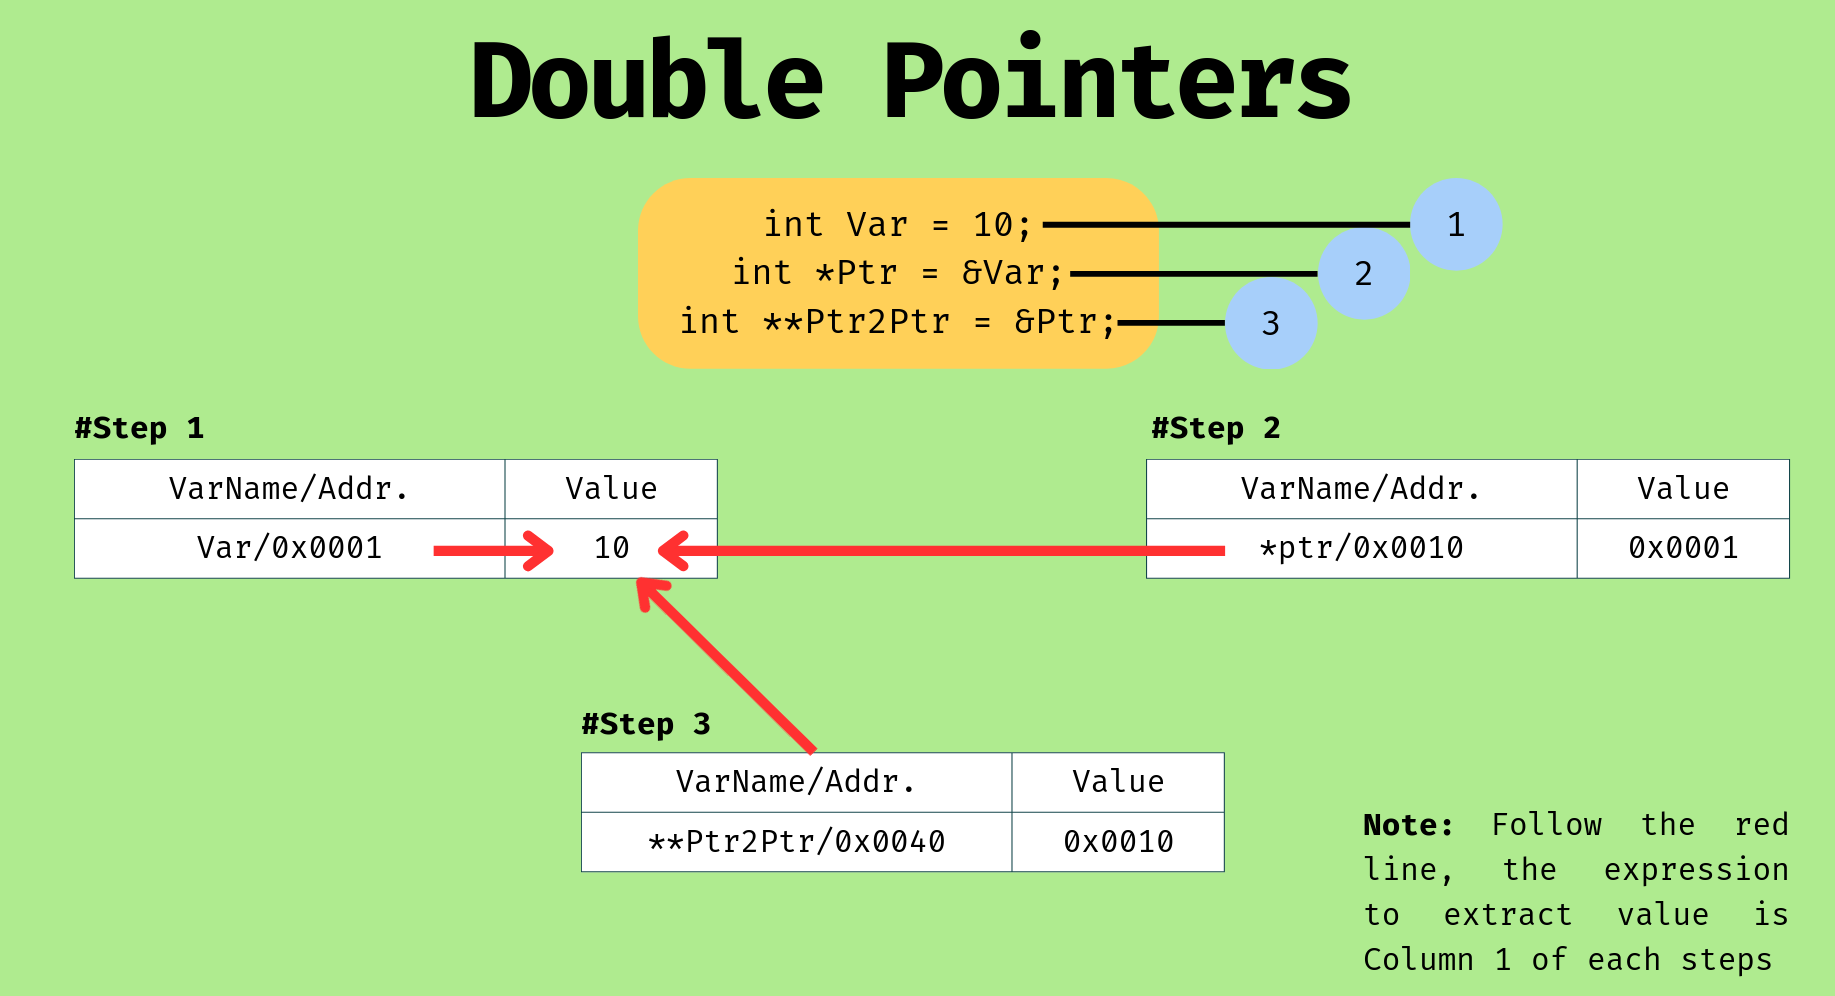 Double Pointers
int Var = 10;
1
int *Ptr = &Var;
2
int **Ptr2Ptr = &Ptr;
3
#Step 1
VarName/Addr. Value
Var/0x0001 10
#Step 2
VarName/Addr. Value
*ptr/0x0010 0x0001
#Step 3
VarName/Addr. Value
**Ptr2Ptr/0x0040 0x0010
Note: Follow the red
line, the expression
to extract value is
Column 1 of each steps